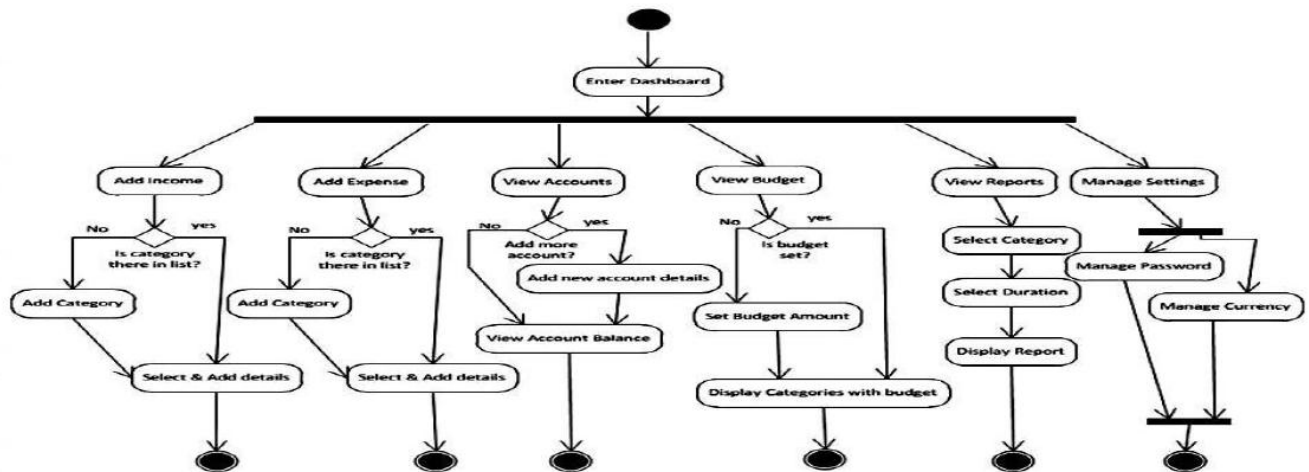 Enter Dashboard
Add Income
Add Expense
View Accounts
View Budget
View Reports
Manage Settings
No
yes
Is category
there in list?
No
yes
Is category
there in list?
No
yes
Add more
account?
No
yes
Is budget
set?
Select Category
Manage Password
Add Category
Add Category
Add new account details
Select Duration
Manage Currency
Set Budget Amount
View Account Balance
Display Report
Select & Add details
Select & Add details
Display Categories with budget